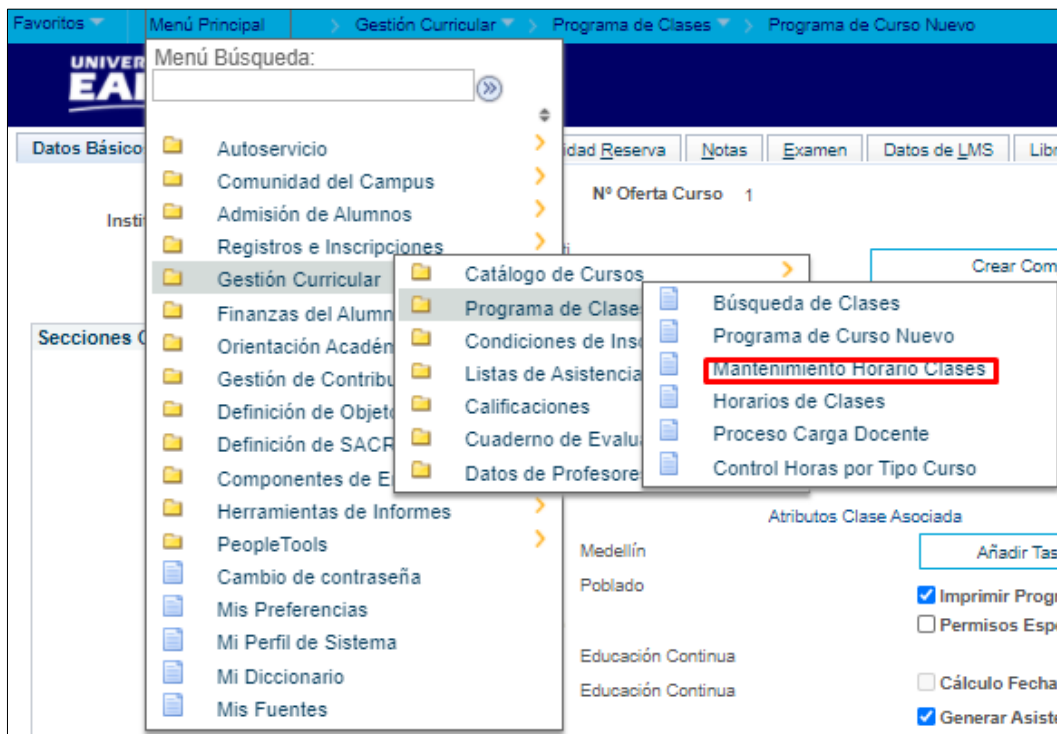 Favoritos Menú Principal Gestión Curricular Programa de Clases Programa de Curso Nuevo
Menú Búsqueda:
Datos Básico Reserva Notas Examen Datos de LMS
Nº Oferta Curso 1
Autoservicio
Comunidad del Campus
Admisión de Alumnos
Registros e Inscripciones
Gestión Curricular
Finanzas del Alumn
Orientación Académ
Gestión de Contribu
Definición de Objet
Definición de SACR
Componentes de E
Herramientas de Informes
PeopleTools
Cambio de contraseña
Mis Preferencias
Mi Perfil de Sistema
Mi Diccionario
Mis Fuentes
Catálogo de Cursos
Programa de Clase
Condiciones de Ins
Listas de Asistencia
Calificaciones
Cuaderno de Evalu
Datos de Profesore
Búsqueda de Clases
Programa de Curso Nuevo
Mantenimiento Horario Clases
Horarios de Clases
Proceso Carga Docente
Control Horas por Tipo Curso
Crear Com
Secciones
Atributos Clase Asociada
Medellín
Añadir Tas
Poblado
Imprimir Progr
Permisos Esp
Educación Continua
Educación Continua
Cálculo Fecha
Generar Asist